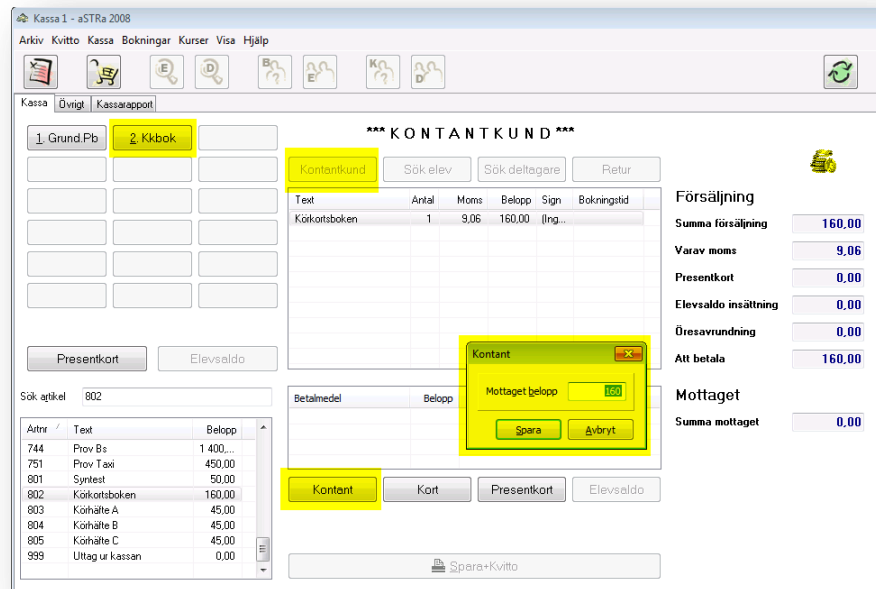 Kassa 1 - aSTRa 2008
Arkiv Kvitto Kassa Bokningar Kurser Visa Hjälp
E D B ? E K ? D
Kassa Övrigt Kassarapport
1. Grund.Pb 2. Kkbok
*** K O N T A N T K U N D ***
Kontantkund Sök elev Sök deltagare Retur
Text Antal Moms Belopp Sign Bokningstid
Körkortsboken 1 9,06 160,00 (Ing...
Försäljning
Summa försäljning 160,00
Varav moms 9,06
Presentkort 0,00
Elevsaldo insättning 0,00
Öresavrundning 0,00
Att betala 160,00
Presentkort Elevsaldo
Kontant
Mottaget belopp 160
Spara Avbryt
Sök artikel 802
Artnr Text Belopp
744 Prov Bs 1 400,...
751 Prov Taxi 450,00
801 Syntest 50,00
802 Körkortsboken 160,00
803 Körhäfte A 45,00
804 Körhäfte B 45,00
805 Körhäfte C 45,00
999 Uttag ur kassan 0,00
Betalmedel Belopp
Mottaget
Summa mottaget 0,00
Kontant Kort Presentkort Elevsaldo
Spara+Kvitto